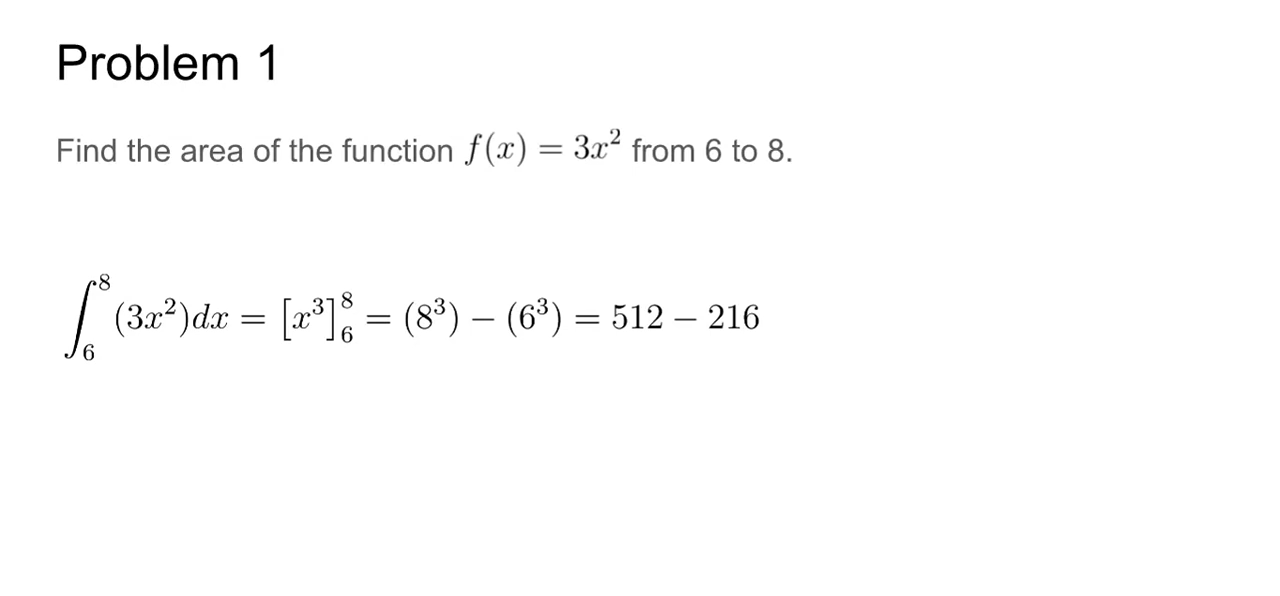 Problem 1
Find the area of the function f(x) = 3x² from 6 to 8.
∫₆⁸(3x²)dx = [x³]₆⁸ = (8³) − (6³) = 512 − 216